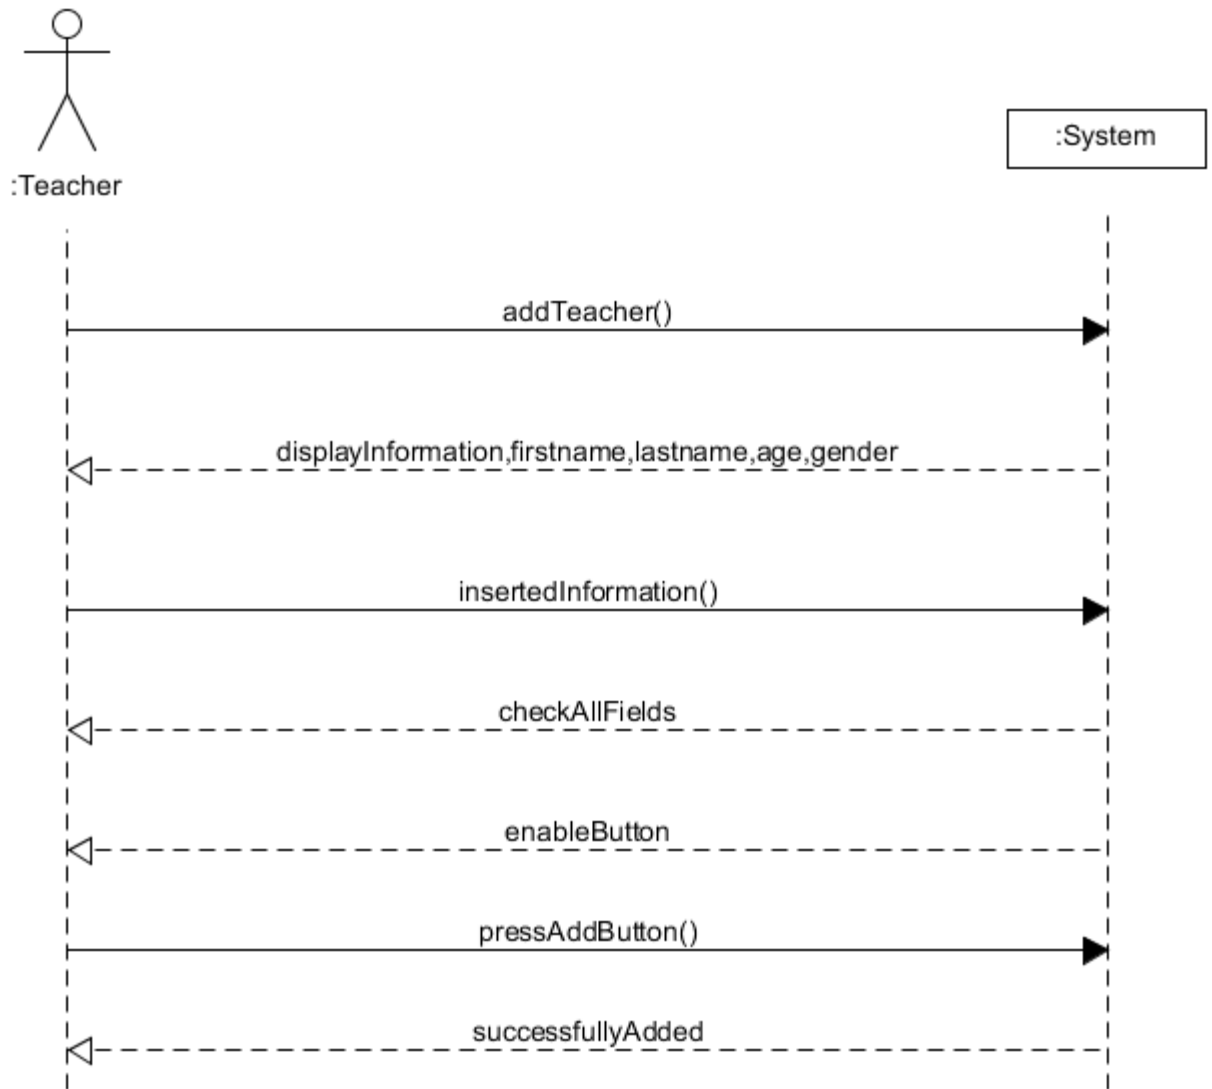 :System
:Teacher
addTeacher()
displayInformation,firstname,lastname,age,gender
insertedInformation()
checkAllFields
enableButton
pressAddButton()
successfullyAdded